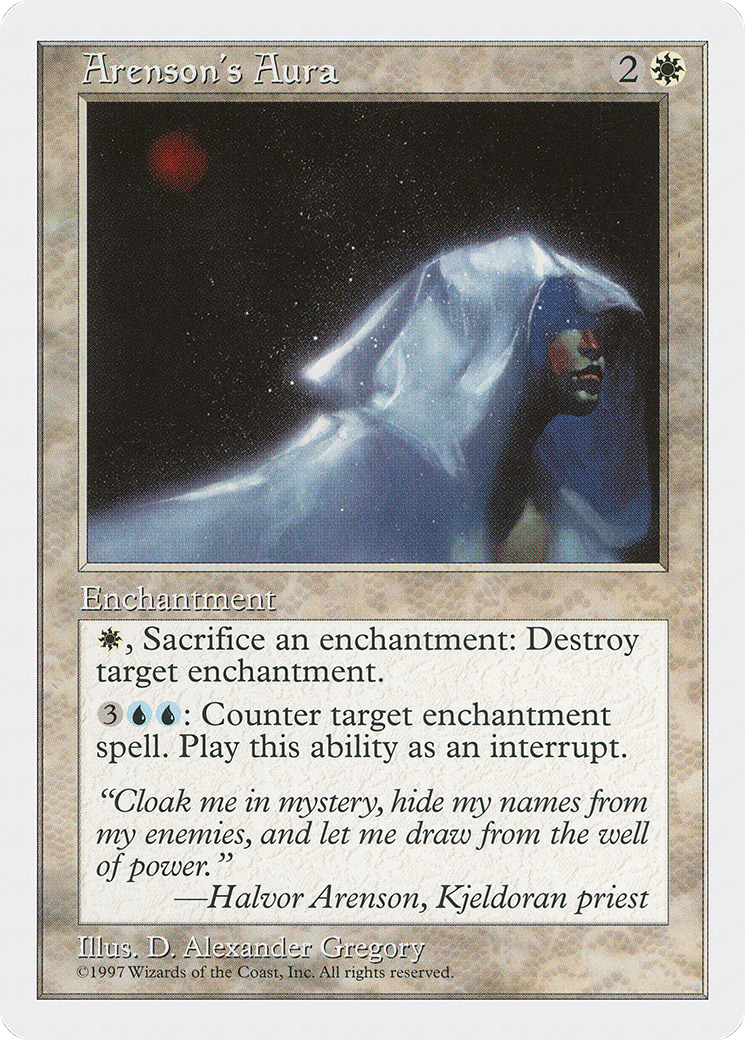 Arenson's Aura 2
Enchantment
, Sacrifice an enchantment: Destroy
target enchantment.
3 : Counter target enchantment
spell. Play this ability as an interrupt.
“Cloak me in mystery, hide my names from
my enemies, and let me draw from the well
of power.”
—Halvor Arenson, Kjeldoran priest
Illus. D. Alexander Gregory
©1997 Wizards of the Coast, Inc. All rights reserved.